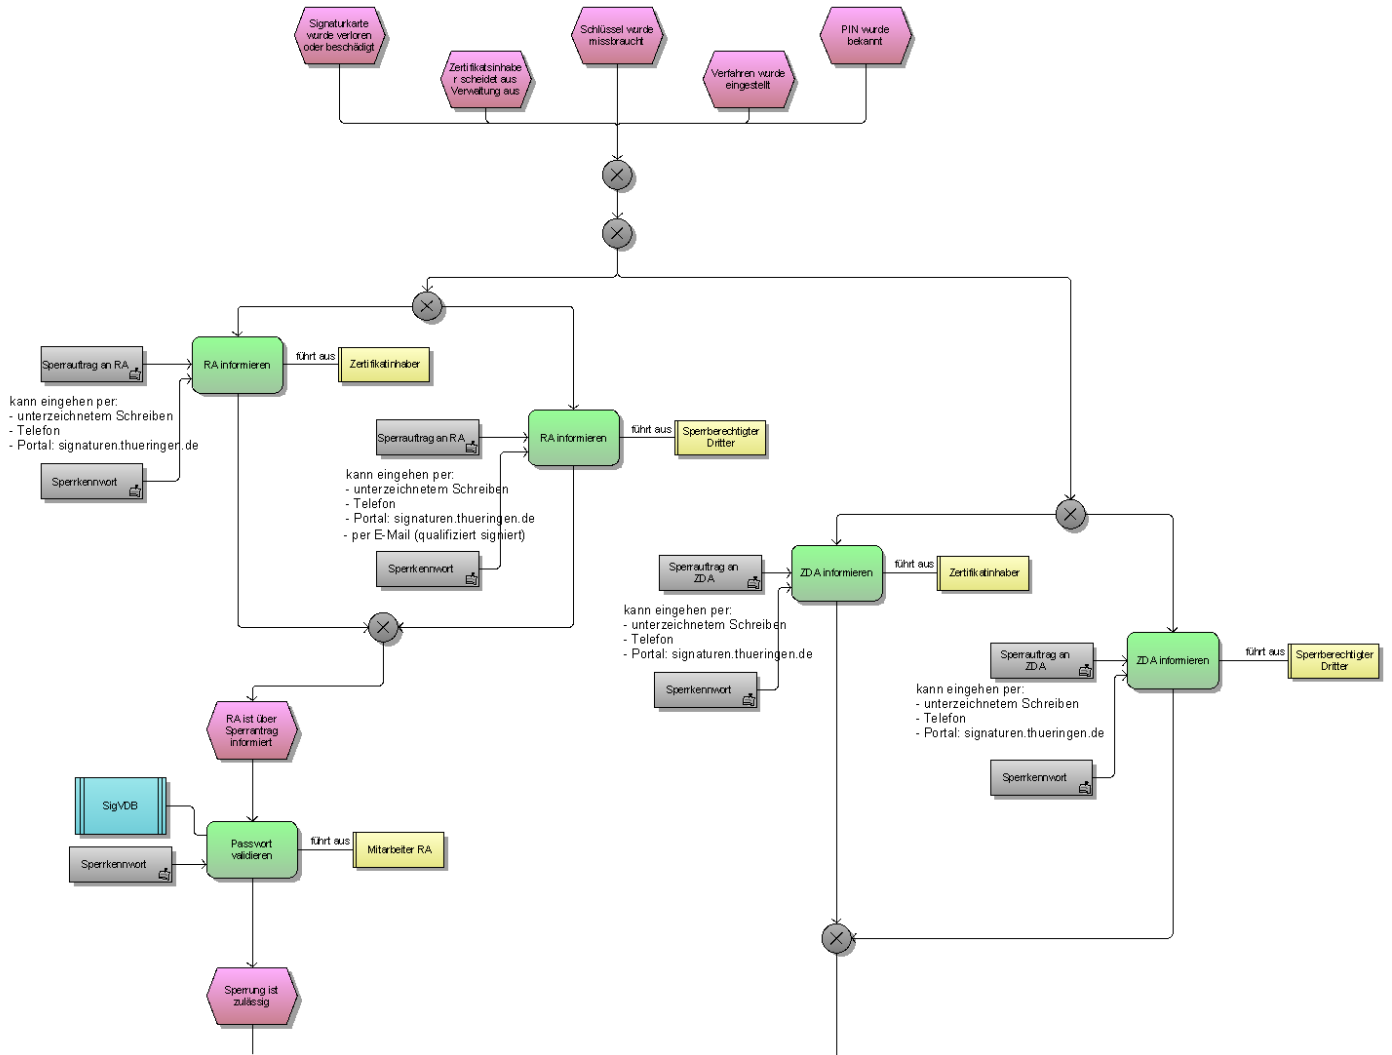 Signaturkarte
wurde verloren
oder beschädigt
Zertifikatsinhabe
r scheidet aus
Verwaltung aus
Schlüssel wurde
missbraucht
Verfahren wurde
eingestellt
PIN wurde
bekannt
Sperrauftrag an RA
RA informieren
führt aus
Zertifikatinhaber
kann eingehen per:
- unterzeichnetem Schreiben
- Telefon
- Portal: signaturen.thueringen.de
Sperrkennwort
Sperrauftrag an RA
RA informieren
führt aus
Sperrberechtigter
Dritter
kann eingehen per:
- unterzeichnetem Schreiben
- Telefon
- Portal: signaturen.thueringen.de
- per E-Mail (qualifiziert signiert)
Sperrkennwort
Sperrauftrag an
ZDA
ZDA informieren
führt aus
Zertifikatinhaber
kann eingehen per:
- unterzeichnetem Schreiben
- Telefon
- Portal: signaturen.thueringen.de
Sperrkennwort
Sperrauftrag an
ZDA
ZDA informieren
führt aus
Sperrberechtigter
Dritter
kann eingehen per:
- unterzeichnetem Schreiben
- Telefon
- Portal: signaturen.thueringen.de
Sperrkennwort
RA ist über
Sperrantrag
informiert
SigVDB
Sperrkennwort
Passwort
validieren
führt aus
Mitarbeiter RA
Sperrung ist
zulässig